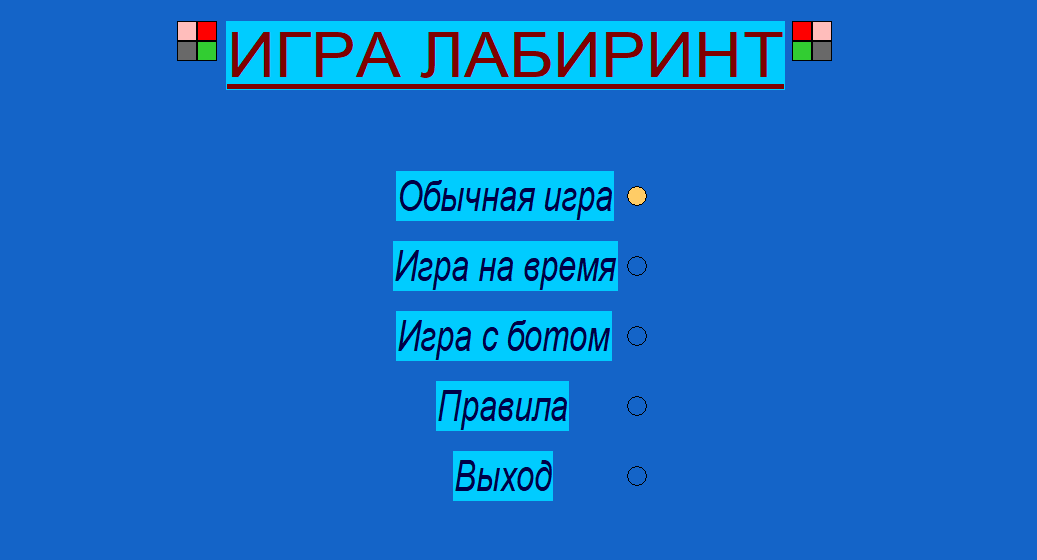 ИГРА ЛАБИРИНТ
Обычная игра
Игра на время
Игра с ботом
Правила
Выход